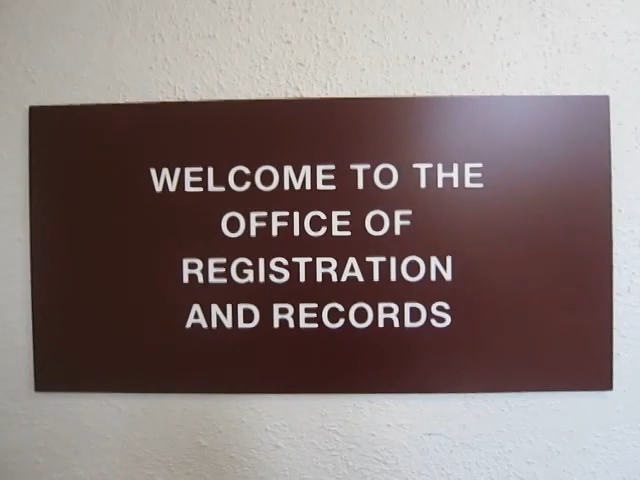 WELCOME TO THE
OFFICE OF
REGISTRATION
AND RECORDS